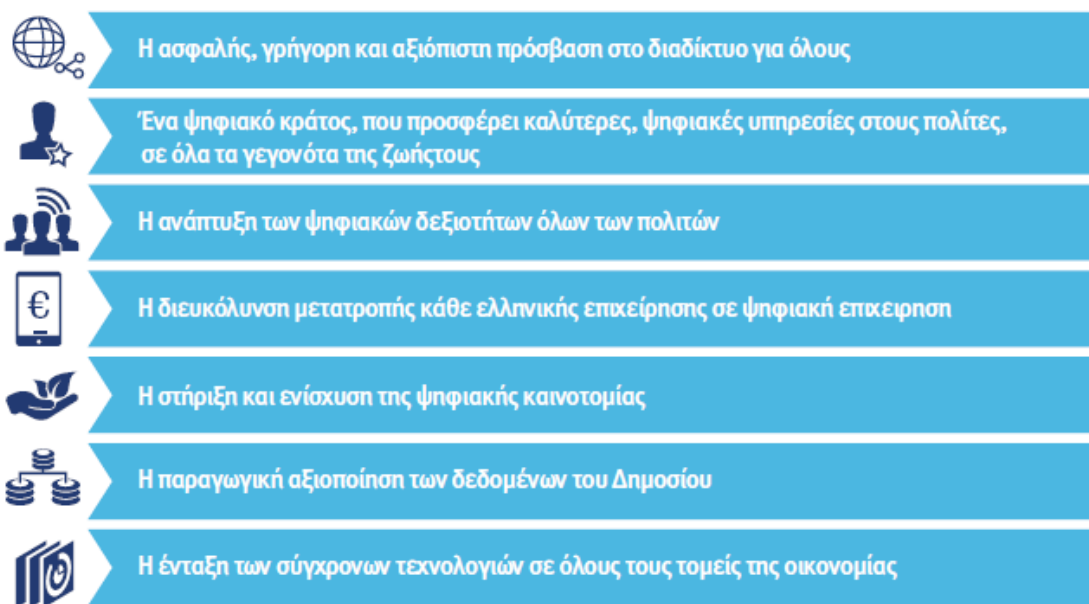 Η ασφαλής, γρήγορη και αξιόπιστη πρόσβαση στο διαδίκτυο για όλους
Ένα ψηφιακό κράτος, που προσφέρει καλύτερες, ψηφιακές υπηρεσίες στους πολίτες,
σε όλα τα γεγονότα της ζωήςτους
Η ανάπτυξη των ψηφιακών δεξιοτήτων όλων των πολιτών
€
Η διευκόλυνση μετατροπής κάθε ελληνικής επιχείρησης σε ψηφιακή επιχειρηση
Η στήριξη και ενίσχυση της ψηφιακής καινοτομίας
Η παραγωγική αξιοποίηση των δεδομένων του Δημοσίου
Η ένταξη των σύγχρονων τεχνολογιών σε όλους τους τομείς της οικονομίας